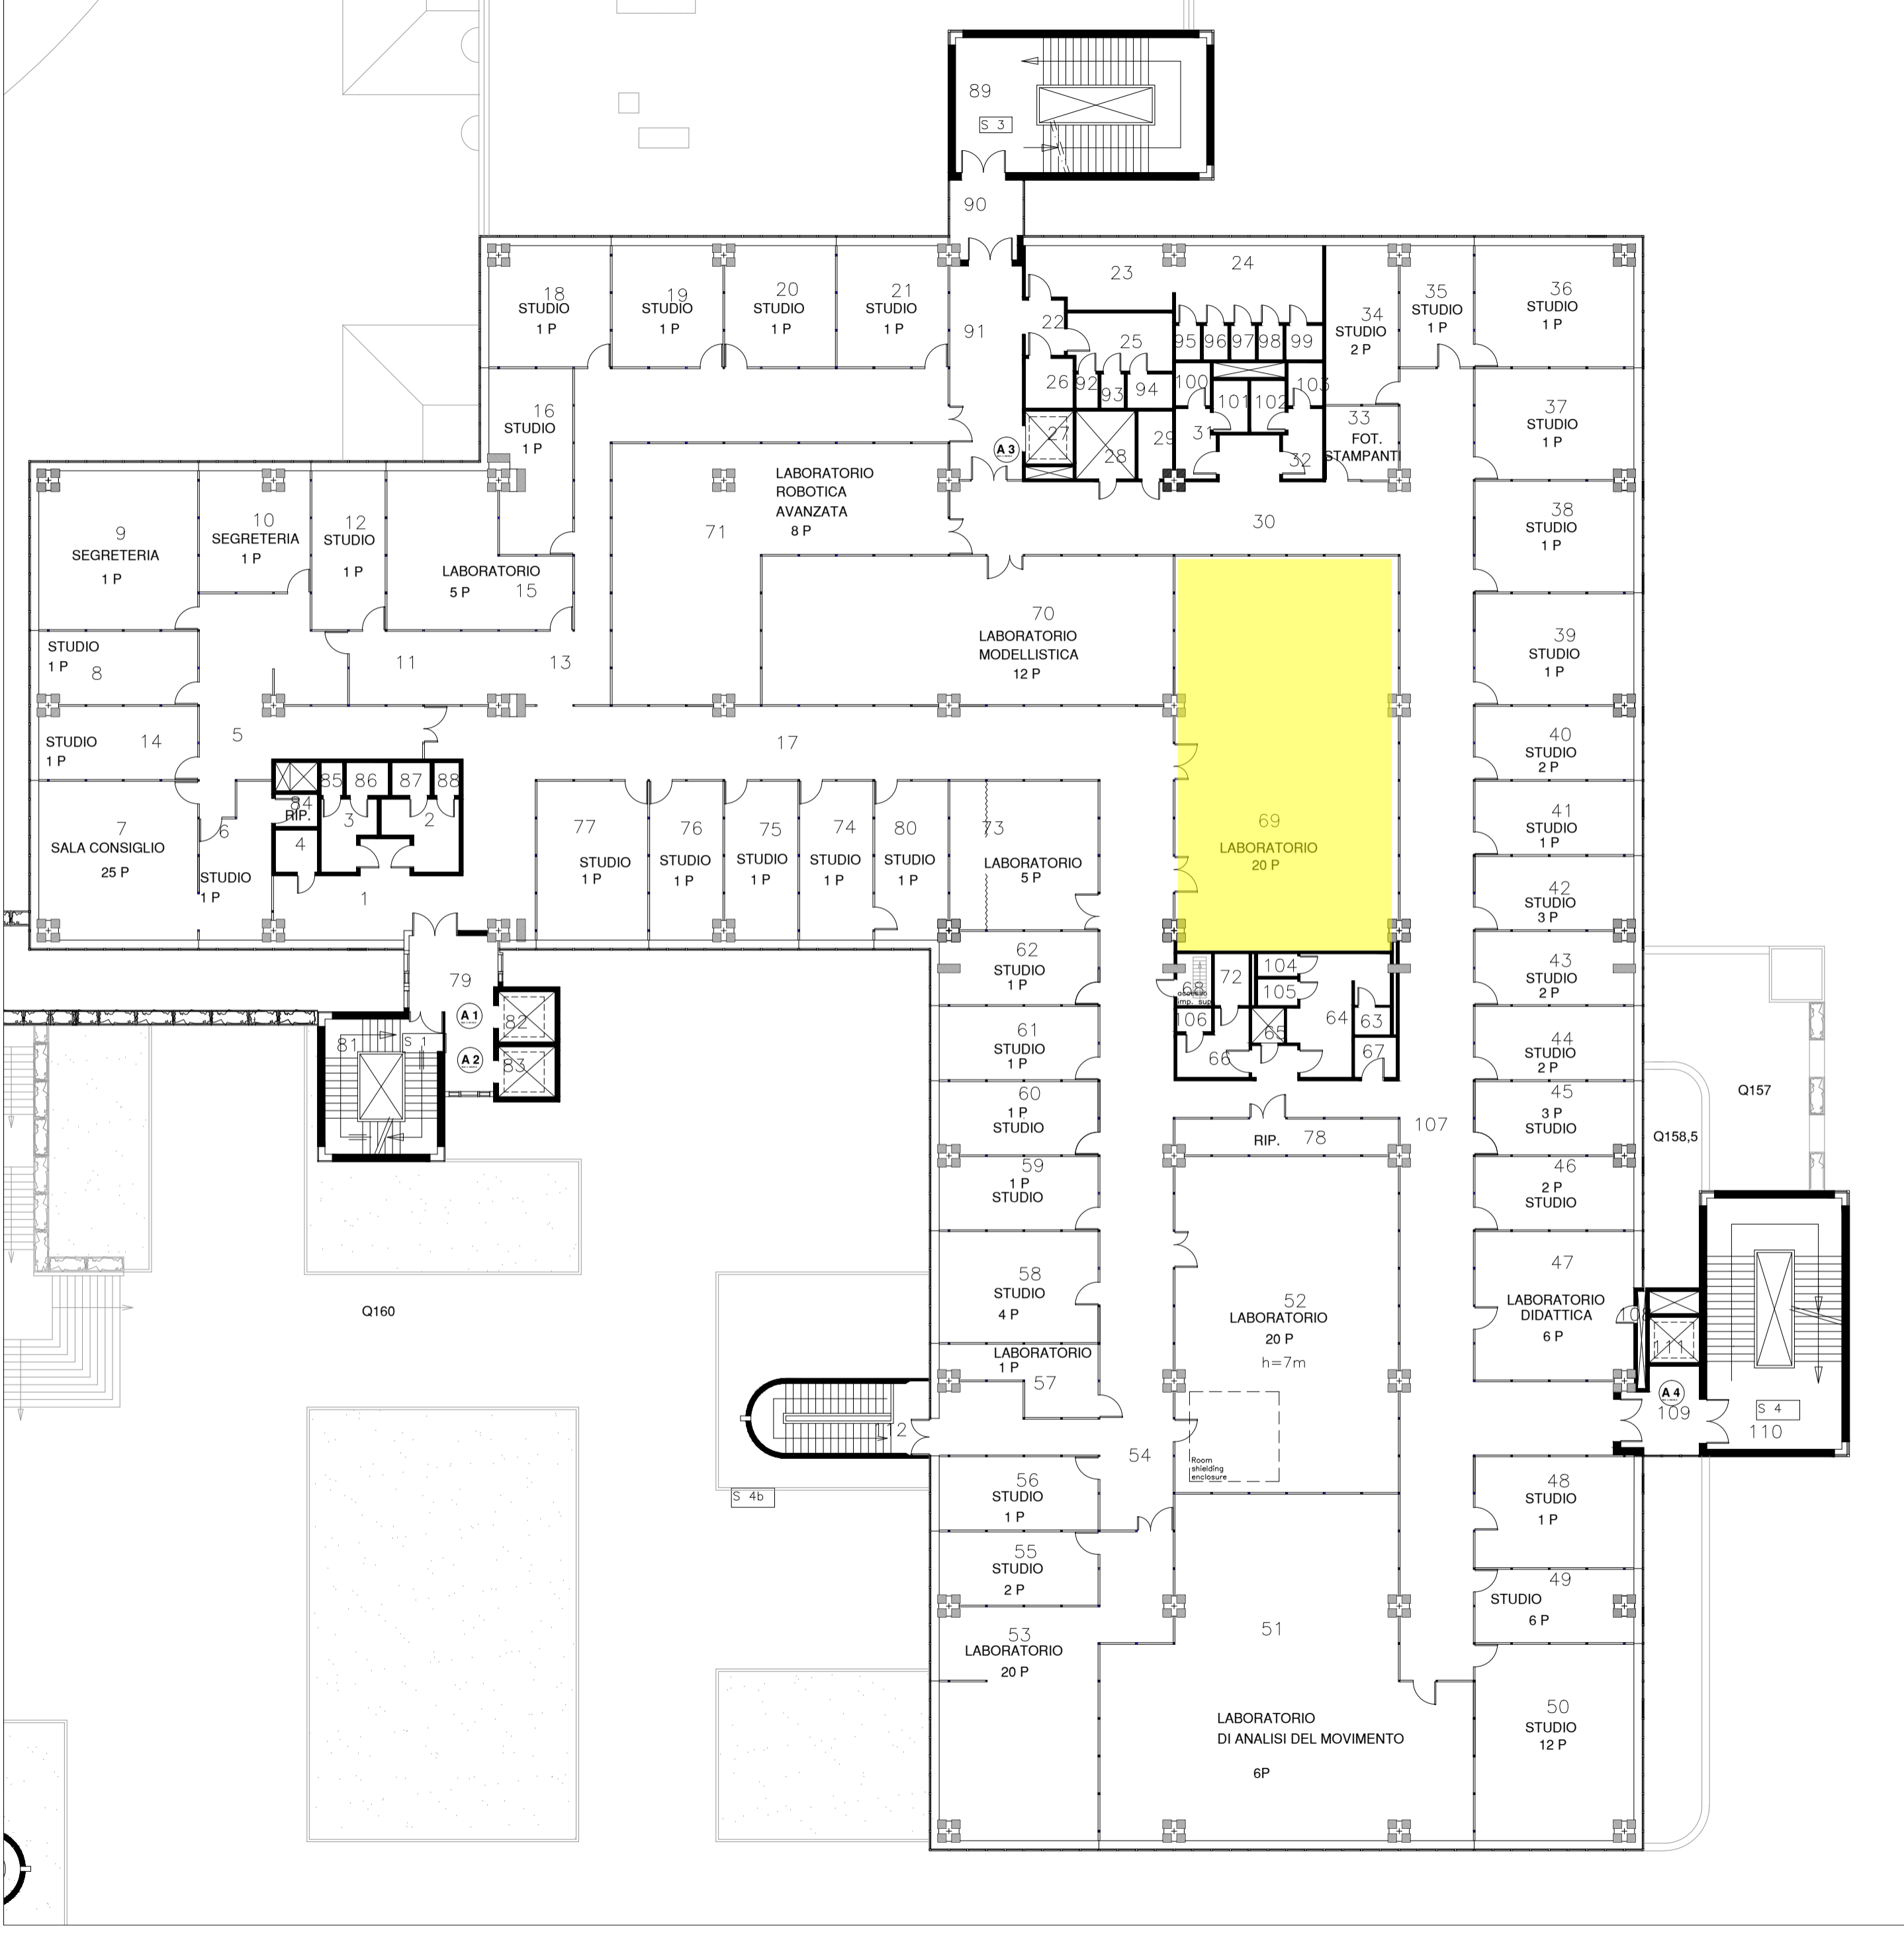 89
S 3
90
18
STUDIO
1 P
19
STUDIO
1 P
20
STUDIO
1 P
21
STUDIO
1 P
91
22
23
24
25
26
27
28
29
92
93
94
95
96
97
98
99
100
101
102
103
31
32
A 3
33
FOT.
STAMPANTI
34
STUDIO
2 P
35
STUDIO
1 P
36
STUDIO
1 P
37
STUDIO
1 P
38
STUDIO
1 P
39
STUDIO
1 P
40
STUDIO
2 P
41
STUDIO
1 P
42
STUDIO
3 P
43
STUDIO
2 P
44
STUDIO
2 P
45
3 P
STUDIO
46
2 P
STUDIO
47
LABORATORIO
DIDATTICA
6 P
16
STUDIO
1 P
9
SEGRETERIA
1 P
10
SEGRETERIA
1 P
12
STUDIO
1 P
LABORATORIO
5 P
15
LABORATORIO
ROBOTICA
AVANZATA
8 P
71
30
70
LABORATORIO
MODELLISTICA
12 P
STUDIO
1 P
8
11
13
STUDIO
1 P
14
5
17
7
SALA CONSIGLIO
25 P
6
STUDIO
1 P
84
RIP.
4
85
86
87
88
3
2
1
77
STUDIO
1 P
76
STUDIO
1 P
75
STUDIO
1 P
74
STUDIO
1 P
80
STUDIO
1 P
73
LABORATORIO
5 P
69
LABORATORIO
20 P
79
A 1
82
A 2
83
81
S 1
62
STUDIO
1 P
61
STUDIO
1 P
60
1 P
STUDIO
59
1 P
STUDIO
58
STUDIO
4 P
LABORATORIO
1 P
57
68
72
104
105
106
63
64
65
66
67
107
RIP.
78
52
LABORATORIO
20 P
h=7m
Room
shielding
enclosure
54
56
STUDIO
1 P
55
STUDIO
2 P
53
LABORATORIO
20 P
51
LABORATORIO
DI ANALISI DEL MOVIMENTO
6P
48
STUDIO
1 P
49
STUDIO
6 P
50
STUDIO
12 P
111
A 4
109
S 4
110
Q157
Q158,5
Q160
S 4b